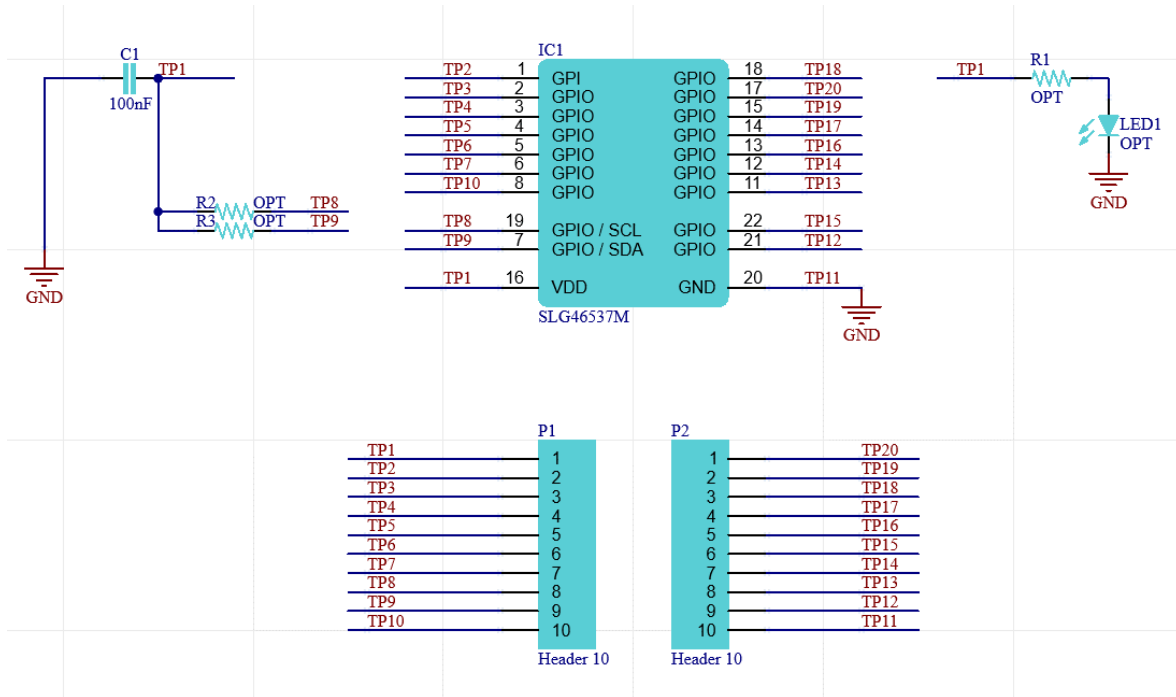 C1
TP1
100nF
R2 OPT TP8
R3 OPT TP9
GND
IC1
TP2 1 GPI GPIO 18 TP18
TP3 2 GPIO GPIO 17 TP20
TP4 3 GPIO GPIO 15 TP19
TP5 4 GPIO GPIO 14 TP17
TP6 5 GPIO GPIO 13 TP16
TP7 6 GPIO GPIO 12 TP14
TP10 8 GPIO GPIO 11 TP13
TP8 19 GPIO / SCL GPIO 22 TP15
TP9 7 GPIO / SDA GPIO 21 TP12
TP1 16 VDD GND 20 TP11
SLG46537M
GND
TP1
R1
OPT
LED1
OPT
GND
P1
TP1 1
TP2 2
TP3 3
TP4 4
TP5 5
TP6 6
TP7 7
TP8 8
TP9 9
TP10 10
Header 10
P2
1 TP20
2 TP19
3 TP18
4 TP17
5 TP16
6 TP15
7 TP14
8 TP13
9 TP12
10 TP11
Header 10